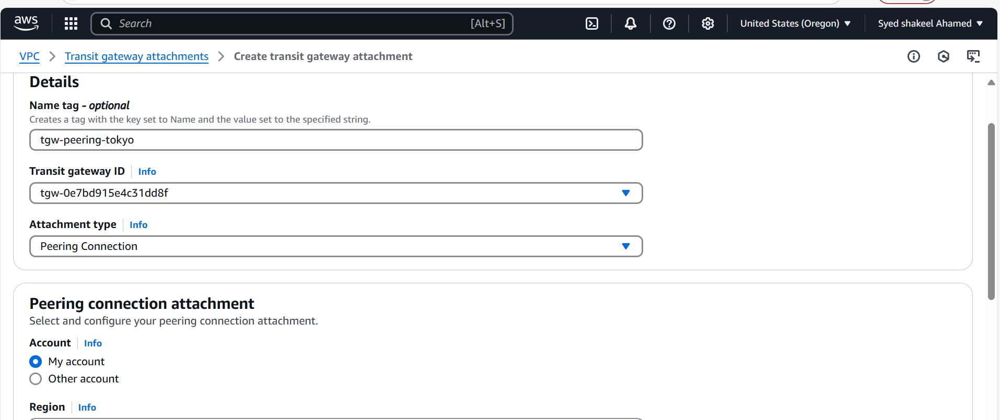 aws
Search [Alt+S]
United States (Oregon)
Syed shakeel Ahamed
VPC > Transit gateway attachments > Create transit gateway attachment
Details
Name tag - optional
Creates a tag with the key set to Name and the value set to the specified string.
tgw-peering-tokyo
Transit gateway ID Info
tgw-0e7bd915e4c31dd8f
Attachment type Info
Peering Connection
Peering connection attachment
Select and configure your peering connection attachment.
Account Info
My account
Other account
Region Info